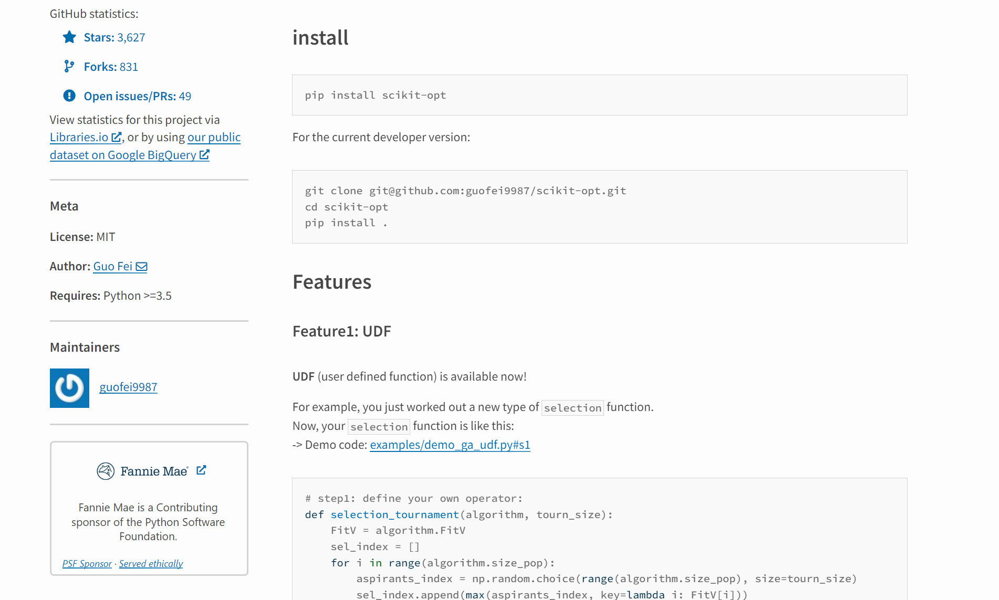 GitHub statistics:
Stars: 3,627
Forks: 831
Open issues/PRs: 49
View statistics for this project via
Libraries.io, or by using our public
dataset on Google BigQuery
Meta
License: MIT
Author: Guo Fei
Requires: Python >=3.5
Maintainers
guofei9987
Fannie Mae
Fannie Mae is a Contributing
sponsor of the Python Software
Foundation.
PSF Sponsor · Served ethically
install
pip install scikit-opt
For the current developer version:
git clone git@github.com:guofei9987/scikit-opt.git
cd scikit-opt
pip install .
Features
Feature1: UDF
UDF (user defined function) is available now!
For example, you just worked out a new type of selection function.
Now, your selection function is like this:
-> Demo code: examples/demo_ga_udf.py#s1
# step1: define your own operator:
def selection_tournament(algorithm, tourn_size):
    FitV = algorithm.FitV
    sel_index = []
    for i in range(algorithm.size_pop):
        aspirants_index = np.random.choice(range(algorithm.size_pop), size=tourn_size)
        sel_index.append(max(aspirants_index, key=lambda i: FitV[i]))